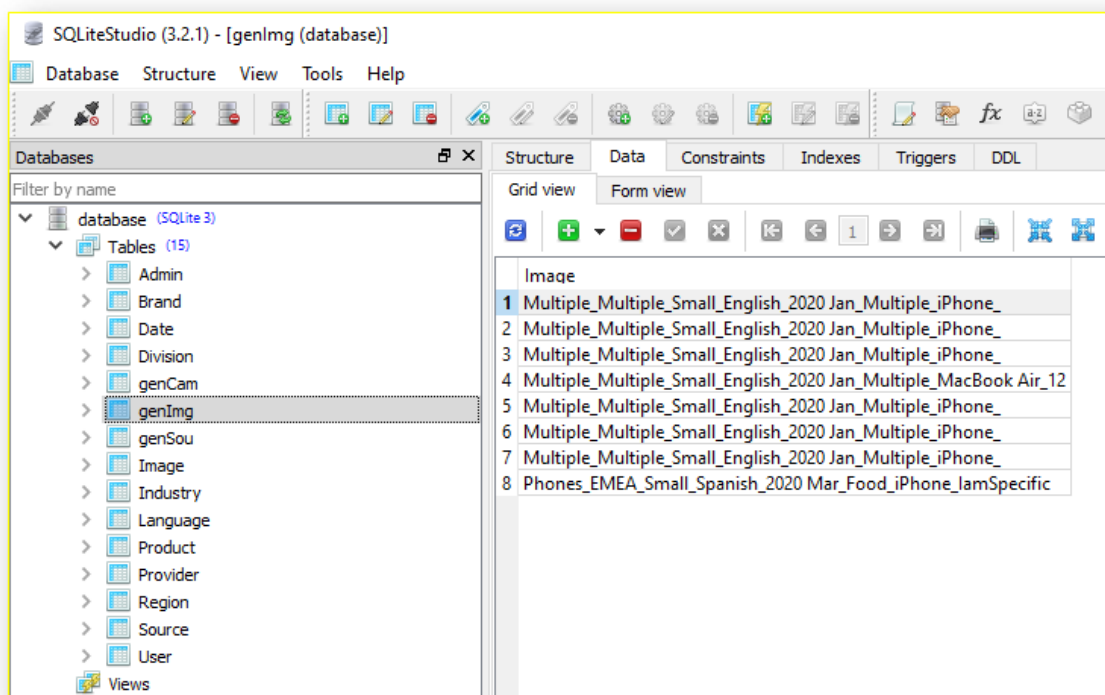 SQLiteStudio (3.2.1) - [genImg (database)]
Database Structure View Tools Help
fx a-z
Databases
Filter by name
database (SQLite 3)
Tables (15)
Admin
Brand
Date
Division
genCam
genImg
genSou
Image
Industry
Language
Product
Provider
Region
Source
User
Views
Structure Data Constraints Indexes Triggers DDL
Grid view Form view
1
Image
1 Multiple_Multiple_Small_English_2020 Jan_Multiple_iPhone_
2 Multiple_Multiple_Small_English_2020 Jan_Multiple_iPhone_
3 Multiple_Multiple_Small_English_2020 Jan_Multiple_iPhone_
4 Multiple_Multiple_Small_English_2020 Jan_Multiple_MacBook Air_12
5 Multiple_Multiple_Small_English_2020 Jan_Multiple_iPhone_
6 Multiple_Multiple_Small_English_2020 Jan_Multiple_iPhone_
7 Multiple_Multiple_Small_English_2020 Jan_Multiple_iPhone_
8 Phones_EMEA_Small_Spanish_2020 Mar_Food_iPhone_IamSpecific